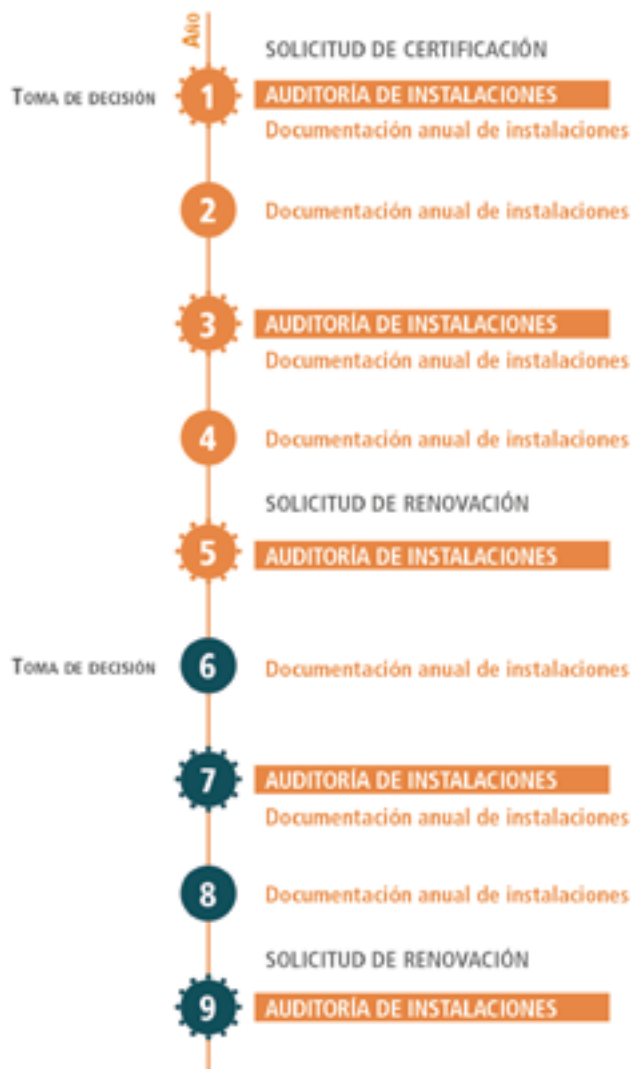 Año
SOLICITUD DE CERTIFICACIÓN
TOMA DE DECISIÓN
1
AUDITORÍA DE INSTALACIONES
Documentación anual de instalaciones
2
Documentación anual de instalaciones
3
AUDITORÍA DE INSTALACIONES
Documentación anual de instalaciones
4
Documentación anual de instalaciones
SOLICITUD DE RENOVACIÓN
5
AUDITORÍA DE INSTALACIONES
TOMA DE DECISIÓN
6
Documentación anual de instalaciones
7
AUDITORÍA DE INSTALACIONES
Documentación anual de instalaciones
8
Documentación anual de instalaciones
SOLICITUD DE RENOVACIÓN
9
AUDITORÍA DE INSTALACIONES